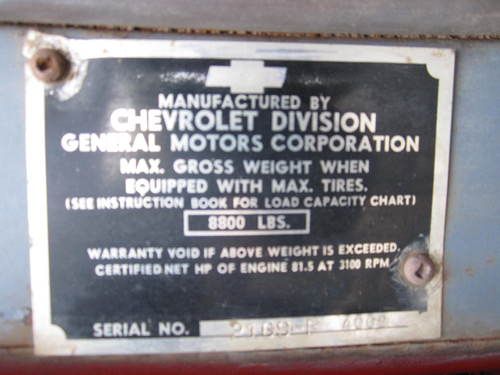 MANUFACTURED BY
CHEVROLET DIVISION
GENERAL MOTORS CORPORATION
MAX. GROSS WEIGHT WHEN
EQUIPPED WITH MAX. TIRES.
(SEE INSTRUCTION BOOK FOR LOAD CAPACITY CHART)
8800 LBS.
WARRANTY VOID IF ABOVE WEIGHT IS EXCEEDED.
CERTIFIED NET HP OF ENGINE 81.5 AT 3100 RPM
SERIAL NO.